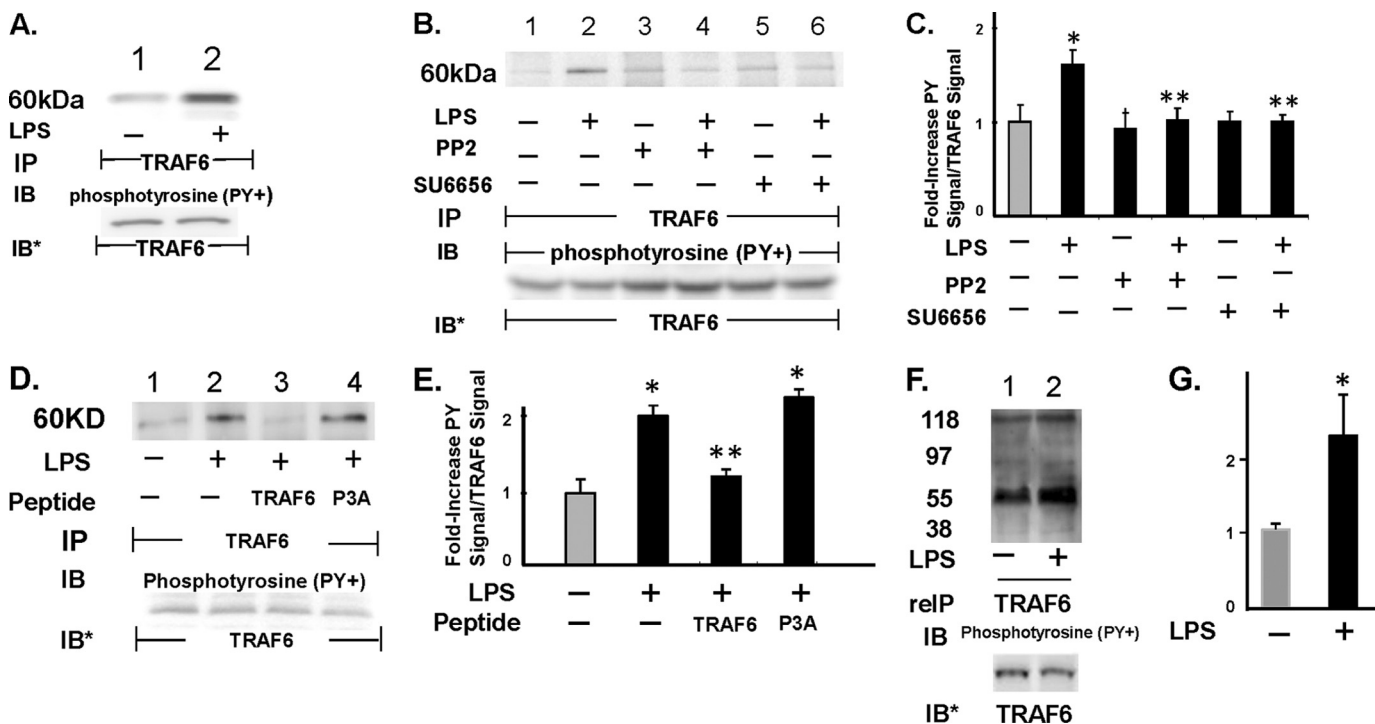 A.
1 2
60kDa
LPS — +
IP TRAF6
IB phosphotyrosine (PY+)
IB* TRAF6
B.
1 2 3 4 5 6
60kDa
LPS — + — + — +
PP2 — — + + — —
SU6656 — — — — + +
IP TRAF6
IB phosphotyrosine (PY+)
IB* TRAF6
C.
Fold-Increase PY
Signal/TRAF6 Signal
2
1
0
* ** **
LPS — + — + — +
PP2 — — + + — —
SU6656 — — — — + +
D.
1 2 3 4
60KD
LPS — + + +
Peptide — — TRAF6 P3A
IP TRAF6
IB Phosphotyrosine (PY+)
IB* TRAF6
E.
Fold-Increase PY
Signal/TRAF6 Signal
2
1
0
* ** *
LPS — + + +
Peptide — — TRAF6 P3A
F.
1 2
118
97
55
38
LPS — +
reIP TRAF6
IB Phosphotyrosine (PY+)
IB* TRAF6
G.
2
1
0
*
LPS — +